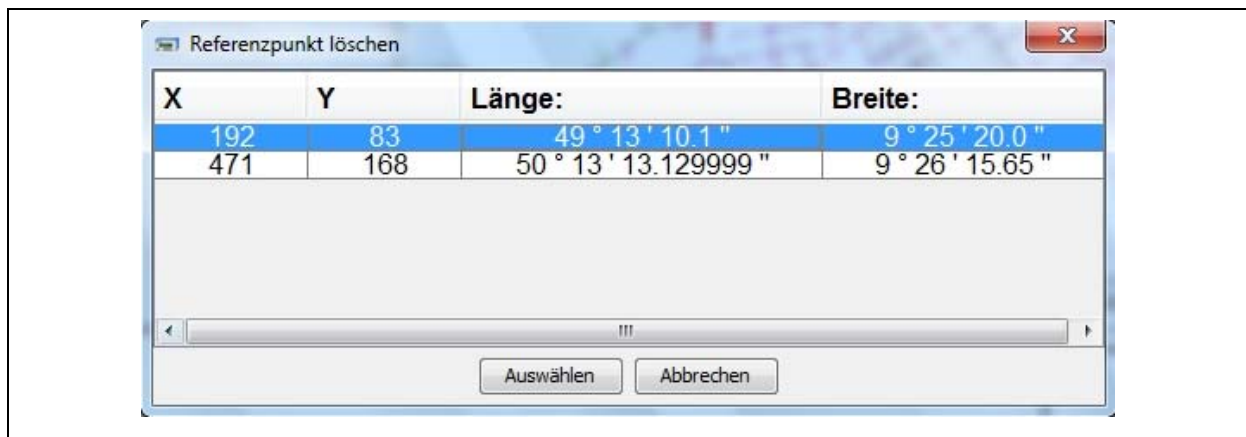 Referenzpunkt löschen
X Y Länge: Breite:
192 83 49 ° 13 ' 10.1 " 9 ° 25 ' 20.0 "
471 168 50 ° 13 ' 13.129999 " 9 ° 26 ' 15.65 "
Auswählen Abbrechen